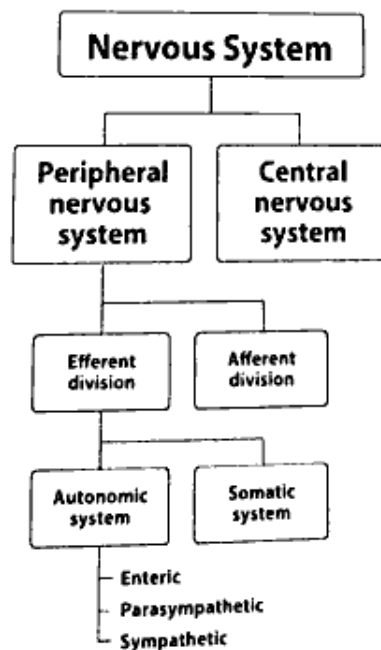 Nervous System
Peripheral
nervous
system
Central
nervous
system
Efferent
division
Afferent
division
Autonomic
system
Somatic
system
Enteric
Parasympathetic
Sympathetic